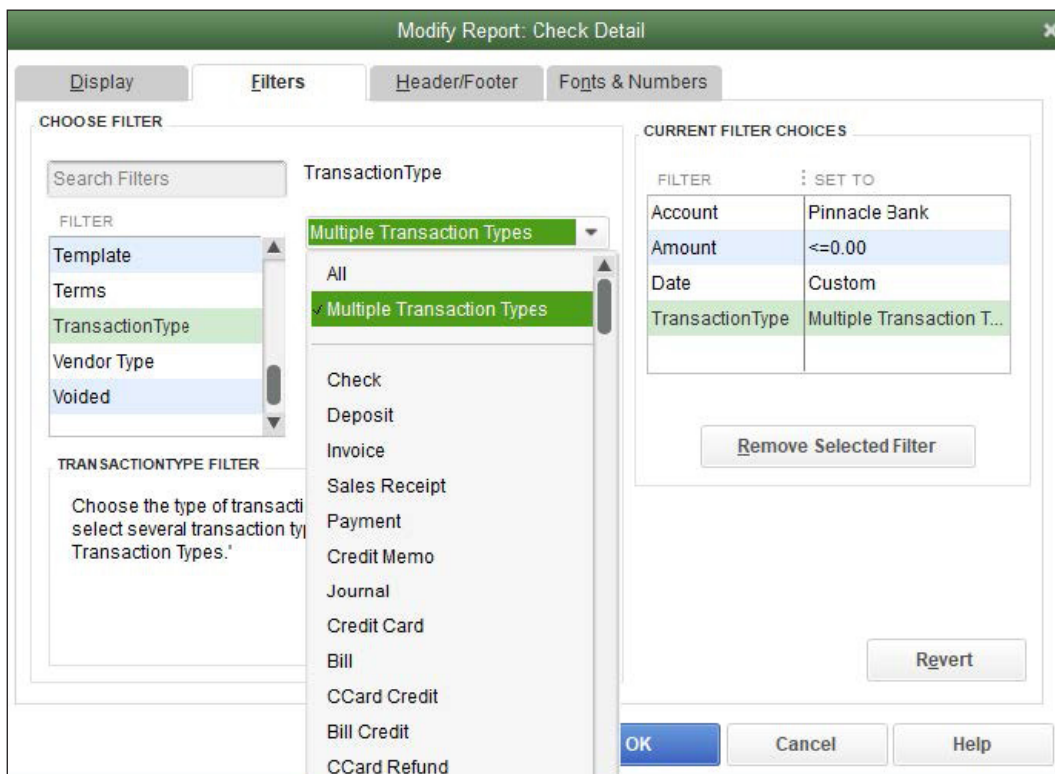 Modify Report: Check Detail
Display
Filters
Header/Footer
Fonts & Numbers
CHOOSE FILTER
Search Filters
FILTER
Template
Terms
TransactionType
Vendor Type
Voided
TransactionType
Multiple Transaction Types
All
✓ Multiple Transaction Types
Check
Deposit
Invoice
Sales Receipt
Payment
Credit Memo
Journal
Credit Card
Bill
CCard Credit
Bill Credit
CCard Refund
TRANSACTIONTYPE FILTER
Choose the type of transacti
select several transaction typ
Transaction Types.'
CURRENT FILTER CHOICES
FILTER SET TO
Account Pinnacle Bank
Amount <=0.00
Date Custom
TransactionType Multiple Transaction T...
Remove Selected Filter
Revert
OK
Cancel
Help